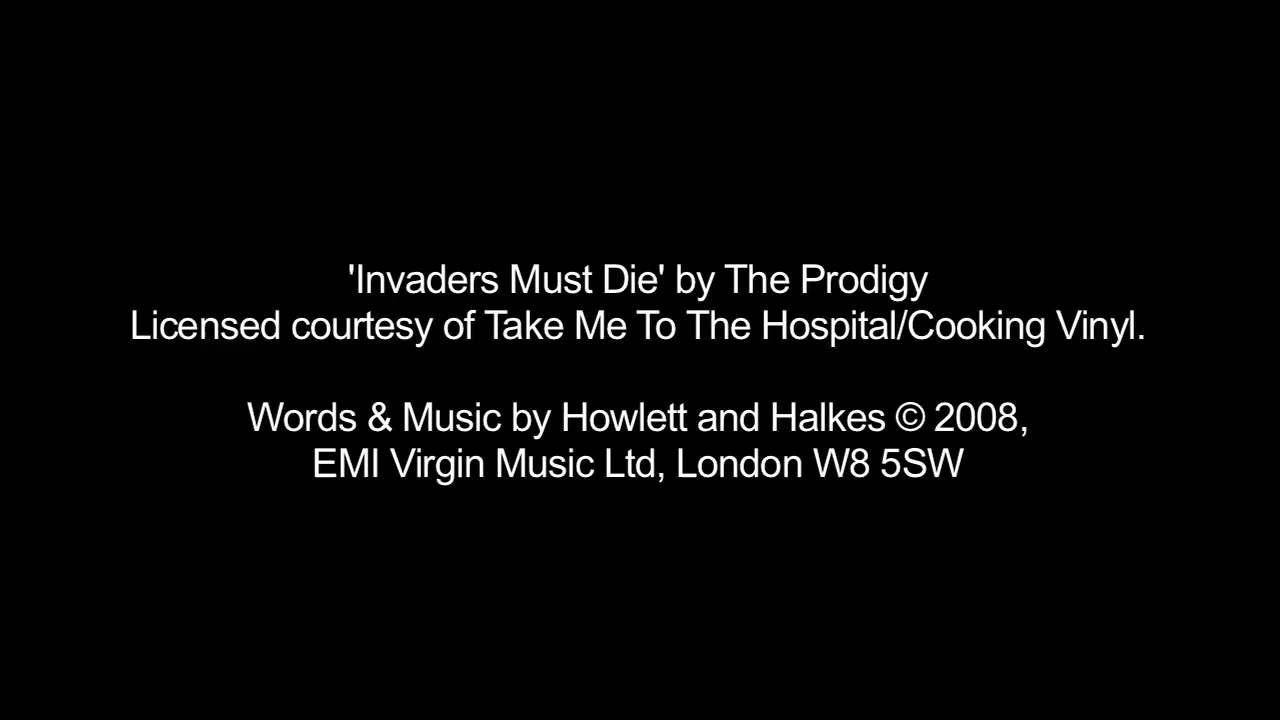 'Invaders Must Die' by The Prodigy
Licensed courtesy of Take Me To The Hospital/Cooking Vinyl.
Words & Music by Howlett and Halkes © 2008,
EMI Virgin Music Ltd, London W8 5SW